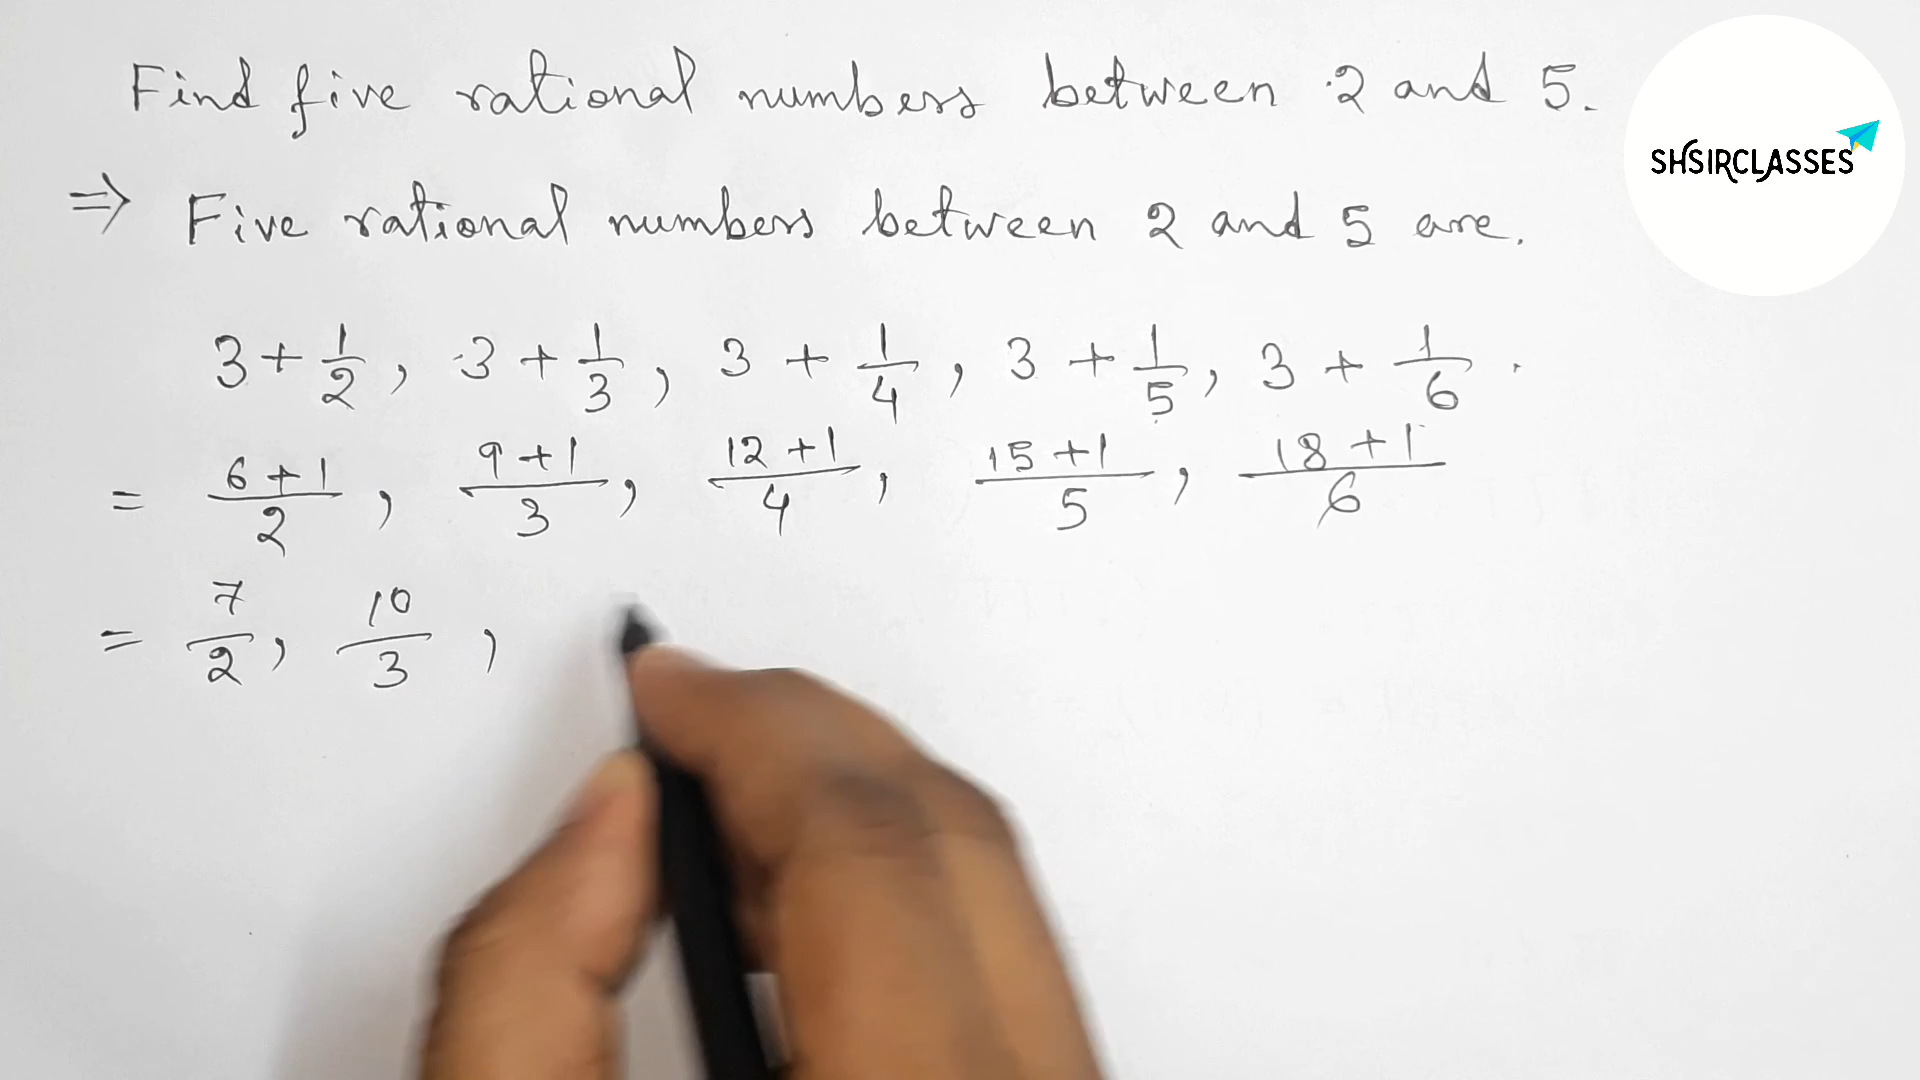 Find five rational numbers between 2 and 5.
SHSIRCLASSES
⇒ Five rational numbers between 2 and 5 are.
3 + 1/2, 3 + 1/3, 3 + 1/4, 3 + 1/5, 3 + 1/6.
= (6+1)/2, (9+1)/3, (12+1)/4, (15+1)/5, (18+1)/6
= 7/2, 10/3,